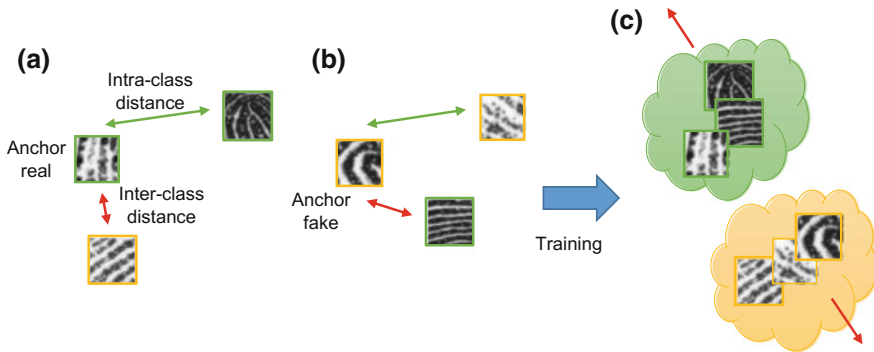 (a)
Intra-class
distance
Anchor
real
Inter-class
distance
(b)
Anchor
fake
Training
(c)